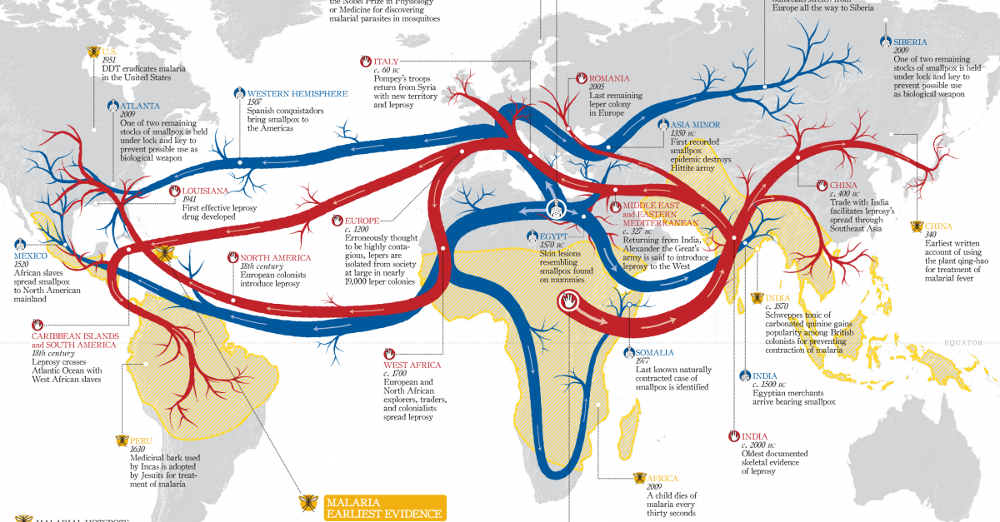 the Nobel Prize in Physiology
or Medicine for discovering
malarial parasites in mosquitoes
Europe all the way to Siberia
U.S.
1951
DDT eradicates malaria
in the United States
ATLANTA
2009
One of two remaining
stocks of smallpox is held
under lock and key to
prevent possible use as
biological weapon
WESTERN HEMISPHERE
1507
Spanish conquistadors
bring smallpox to
the Americas
ITALY
c. 60 BC
Pompey's troops
return from Syria
with new territory
and leprosy
ROMANIA
2005
Last remaining
leper colony
in Europe
SIBERIA
2009
One of two remaining
stocks of smallpox is held
under lock and key to
prevent possible use
as biological weapon
ASIA MINOR
1350 BC
First recorded
smallpox
epidemic destroys
Hittite army
LOUISIANA
1941
First effective leprosy
drug developed
EUROPE
c. 1200
Erroneously thought
to be highly conta-
gious, lepers are
isolated from society
at large in nearly
19,000 leper colonies
MIDDLE EAST
and EASTERN
MEDITERRANEAN
c. 327 BC
Returning from India,
Alexander the Great's
army is said to introduce
leprosy to the West
CHINA
c. 400 BC
Trade with India
facilitates leprosy's
spread through
Southeast Asia
CHINA
340
Earliest written
account of using
the plant qing-hao
for treatment of
malarial fever
EGYPT
1570 BC
Skin lesions
resembling
smallpox found
on mummies
MEXICO
1520
African slaves
spread smallpox
to North American
mainland
NORTH AMERICA
18th century
European colonists
introduce leprosy
INDIA
c. 1870
Schweppes tonic of
carbonated quinine gains
popularity among British
colonists for preventing
contraction of malaria
CARIBBEAN ISLANDS
and SOUTH AMERICA
18th century
Leprosy crosses
Atlantic Ocean with
West African slaves
EQUATOR
WEST AFRICA
c. 1700
European and
North African
explorers, traders,
and colonialists
spread leprosy
SOMALIA
1977
Last known naturally
contracted case of
smallpox is identified
INDIA
c. 1500 BC
Egyptian merchants
arrive bearing smallpox
PERU
1630
Medicinal bark used
by Incas is adopted
by Jesuits for treat-
ment of malaria
INDIA
c. 2000 BC
Oldest documented
skeletal evidence
of leprosy
AFRICA
2009
A child dies of
malaria every
thirty seconds
MALARIA
EARLIEST EVIDENCE
MALARIAL HOTSPOTS